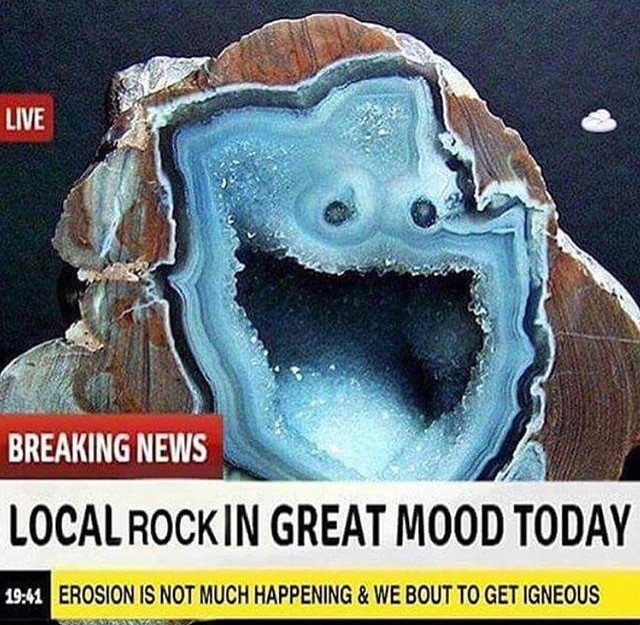 LIVE
BREAKING NEWS
LOCAL ROCK IN GREAT MOOD TODAY
19:41 EROSION IS NOT MUCH HAPPENING & WE BOUT TO GET IGNEOUS